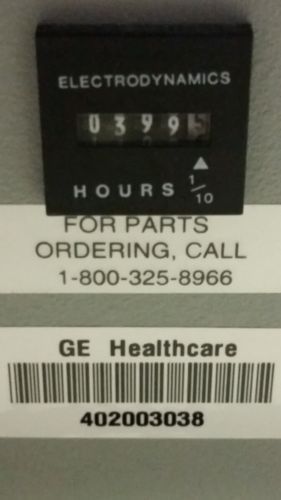 ELECTRODYNAMICS
0399
HOURS 1/10
FOR PARTS
ORDERING, CALL
1-800-325-8966
GE Healthcare
402003038